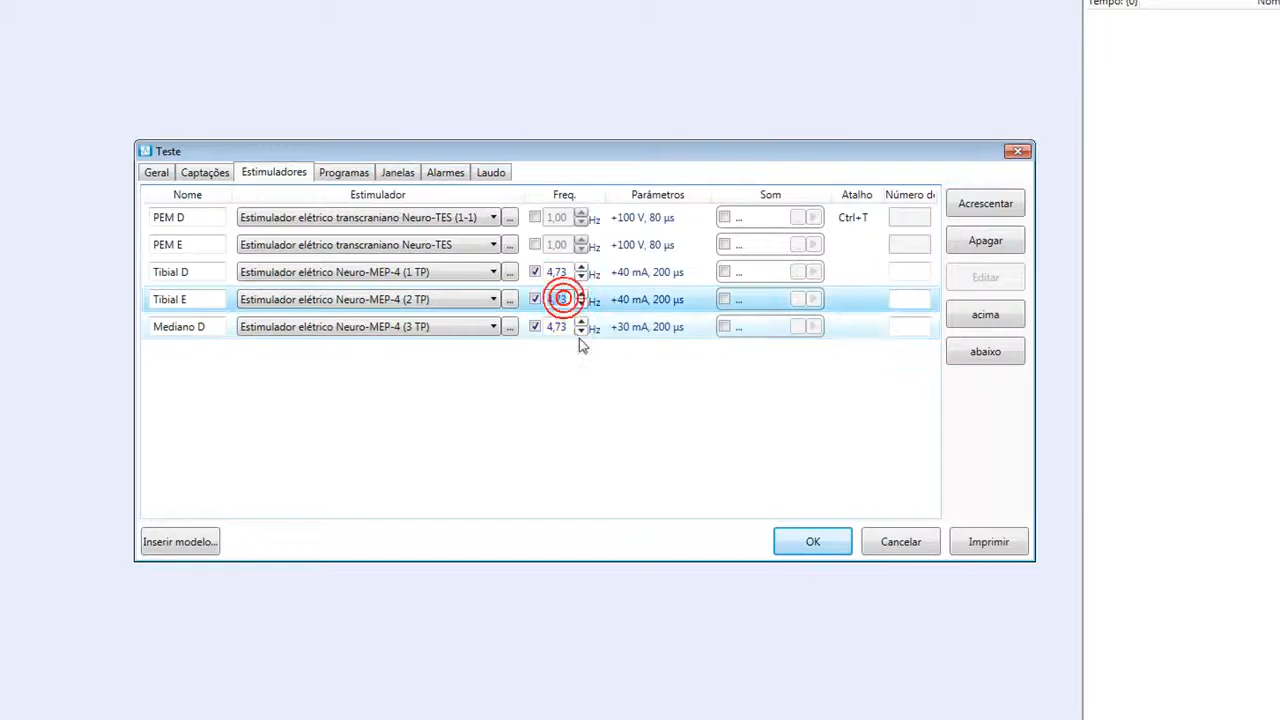 Tempo: (0)
Teste
Geral Captações Estimuladores Programas Janelas Alarmes Laudo
Nome Estimulador Freq. Parâmetros Som Atalho Número de
PEM D Estimulador elétrico transcraniano Neuro-TES (1-1) ... 1,00 Hz +100 V, 80 µs ... Ctrl+T
PEM E Estimulador elétrico transcraniano Neuro-TES ... 1,00 Hz +100 V, 80 µs ...
Tibial D Estimulador elétrico Neuro-MEP-4 (1 TP) ... 4,73 Hz +40 mA, 200 µs ...
Tibial E Estimulador elétrico Neuro-MEP-4 (2 TP) ... Hz +40 mA, 200 µs ...
Mediano D Estimulador elétrico Neuro-MEP-4 (3 TP) ... 4,73 Hz +30 mA, 200 µs ...
Acrescentar
Apagar
Editar
acima
abaixo
Inserir modelo... OK Cancelar Imprimir